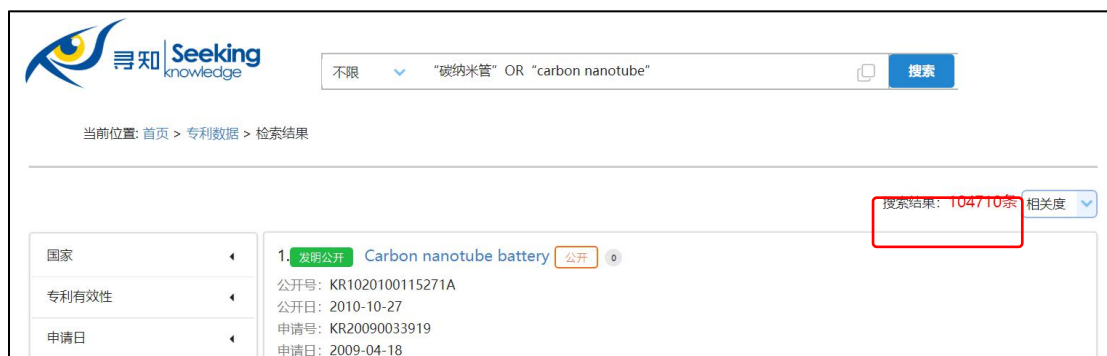 寻知 Seeking
knowledge
不限 “碳纳米管” OR “carbon nanotube” 搜索
当前位置: 首页 > 专利数据 > 检索结果
搜索结果: 104710条 相关度
国家
专利有效性
申请日
1. 发明公开 Carbon nanotube battery 公开 0
公开号: KR1020100115271A
公开日: 2010-10-27
申请号: KR20090033919
申请日: 2009-04-18